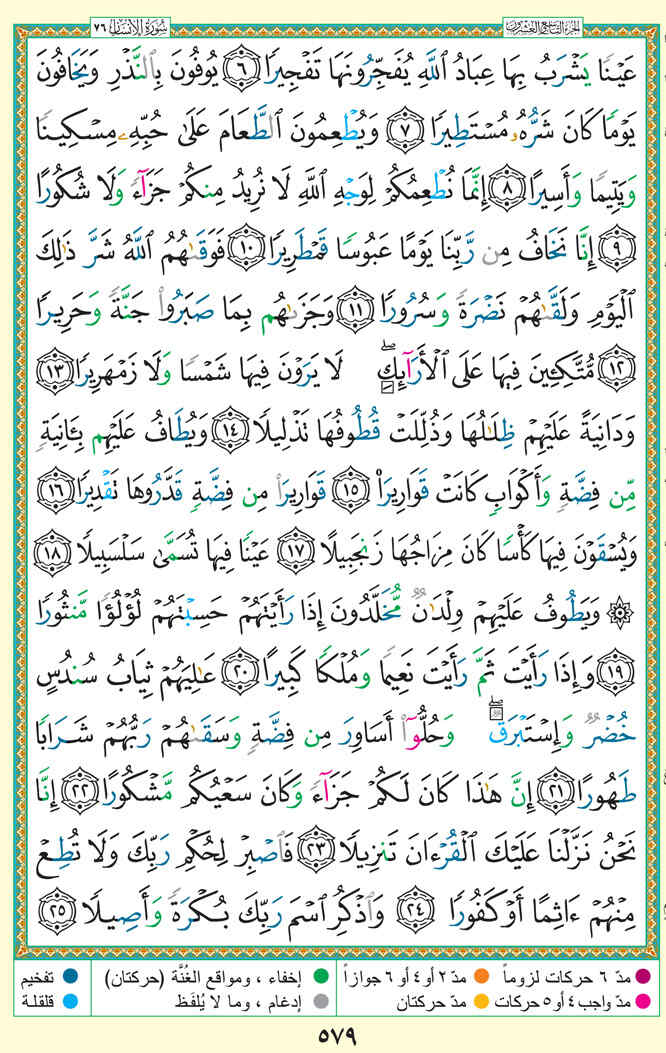 الجزء التاسع والعشرون
سورة الإنسان ٧٦
عَيْنًا يَشْرَبُ بِهَا عِبَادُ ٱللَّهِ يُفَجِّرُونَهَا تَفْجِيرًا ٦ يُوفُونَ بِٱلنَّذْرِ وَيَخَافُونَ
يَوْمًا كَانَ شَرُّهُۥ مُسْتَطِيرًا ٧ وَيُطْعِمُونَ ٱلطَّعَامَ عَلَىٰ حُبِّهِۦ مِسْكِينًا
وَيَتِيمًا وَأَسِيرًا ٨ إِنَّمَا نُطْعِمُكُمْ لِوَجْهِ ٱللَّهِ لَا نُرِيدُ مِنكُمْ جَزَآءً وَلَا شُكُورًا
٩ إِنَّا نَخَافُ مِن رَّبِّنَا يَوْمًا عَبُوسًا قَمْطَرِيرًا ١٠ فَوَقَىٰهُمُ ٱللَّهُ شَرَّ ذَٰلِكَ
ٱلْيَوْمِ وَلَقَّىٰهُمْ نَضْرَةً وَسُرُورًا ١١ وَجَزَىٰهُم بِمَا صَبَرُوا۟ جَنَّةً وَحَرِيرًا
١٢ مُّتَّكِـِٔينَ فِيهَا عَلَى ٱلْأَرَآئِكِ ۖ لَا يَرَوْنَ فِيهَا شَمْسًا وَلَا زَمْهَرِيرًا ١٣
وَدَانِيَةً عَلَيْهِمْ ظِلَٰلُهَا وَذُلِّلَتْ قُطُوفُهَا تَذْلِيلًا ١٤ وَيُطَافُ عَلَيْهِم بِـَٔانِيَةٍ
مِّن فِضَّةٍ وَأَكْوَابٍ كَانَتْ قَوَارِيرَا۠ ١٥ قَوَارِيرَا۟ مِن فِضَّةٍ قَدَّرُوهَا تَقْدِيرًا ١٦
وَيُسْقَوْنَ فِيهَا كَأْسًا كَانَ مِزَاجُهَا زَنجَبِيلًا ١٧ عَيْنًا فِيهَا تُسَمَّىٰ سَلْسَبِيلًا ١٨
۞ وَيَطُوفُ عَلَيْهِمْ وِلْدَٰنٌ مُّخَلَّدُونَ إِذَا رَأَيْتَهُمْ حَسِبْتَهُمْ لُؤْلُؤًا مَّنثُورًا
١٩ وَإِذَا رَأَيْتَ ثَمَّ رَأَيْتَ نَعِيمًا وَمُلْكًا كَبِيرًا ٢٠ عَٰلِيَهُمْ ثِيَابُ سُندُسٍ
خُضْرٌ وَإِسْتَبْرَقٌ ۖ وَحُلُّوٓا۟ أَسَاوِرَ مِن فِضَّةٍ وَسَقَىٰهُمْ رَبُّهُمْ شَرَابًا
طَهُورًا ٢١ إِنَّ هَٰذَا كَانَ لَكُمْ جَزَآءً وَكَانَ سَعْيُكُم مَّشْكُورًا ٢٢ إِنَّا
نَحْنُ نَزَّلْنَا عَلَيْكَ ٱلْقُرْءَانَ تَنزِيلًا ٢٣ فَٱصْبِرْ لِحُكْمِ رَبِّكَ وَلَا تُطِعْ
مِنْهُمْ ءَاثِمًا أَوْ كَفُورًا ٢٤ وَٱذْكُرِ ٱسْمَ رَبِّكَ بُكْرَةً وَأَصِيلًا ٢٥
مدّ ٦ حركات لزوماً مدّ ٢ أو ٤ أو ٦ جوازاً إخفاء ، ومواقع الغُنَّة (حركتان) تفخيم
مدّ واجب ٤ أو ٥ حركات مدّ حركتان إدغام ، وما لا يُلفَظ قلقلة
٥٧٩